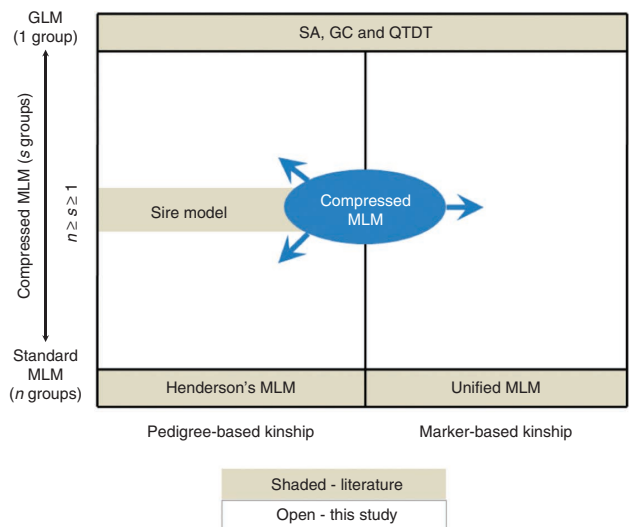 GLM
(1 group)
SA, GC and QTDT
Compressed MLM (s groups)
n ≥ s ≥ 1
Sire model
Compressed
MLM
Standard
MLM
(n groups)
Henderson's MLM
Unified MLM
Pedigree-based kinship
Marker-based kinship
Shaded - literature
Open - this study